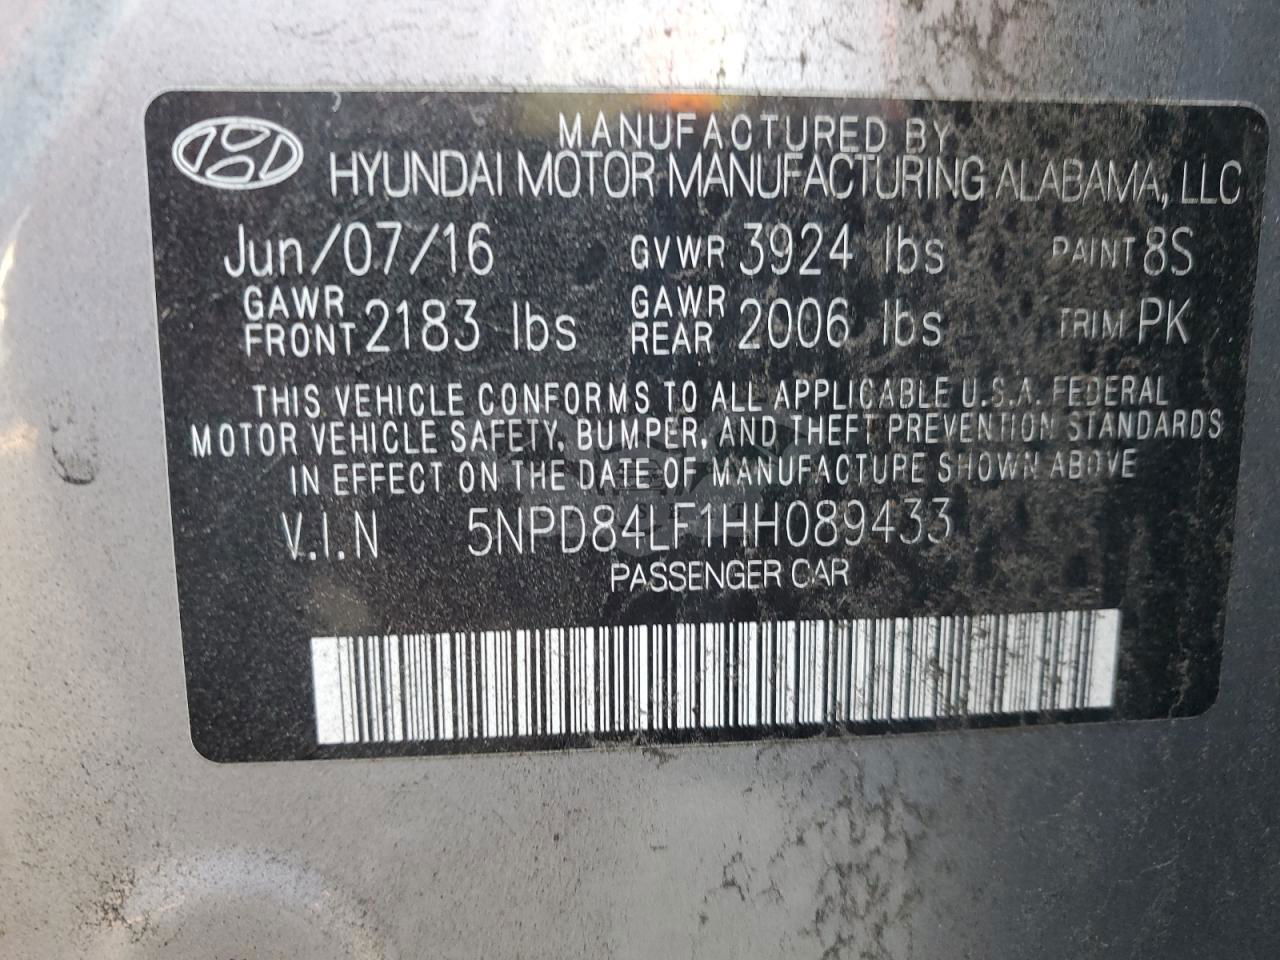 MANUFACTURED BY
HYUNDAI MOTOR MANUFACTURING ALABAMA, LLC
Jun/07/16 GVWR 3924 lbs PAINT 8S
GAWR FRONT 2183 lbs GAWR REAR 2006 lbs TRIM PK
THIS VEHICLE CONFORMS TO ALL APPLICABLE U.S.A. FEDERAL
MOTOR VEHICLE SAFETY, BUMPER, AND THEFT PREVENTION STANDARDS
IN EFFECT ON THE DATE OF MANUFACTURE SHOWN ABOVE
V.I.N 5NPD84LF1HH089433
PASSENGER CAR